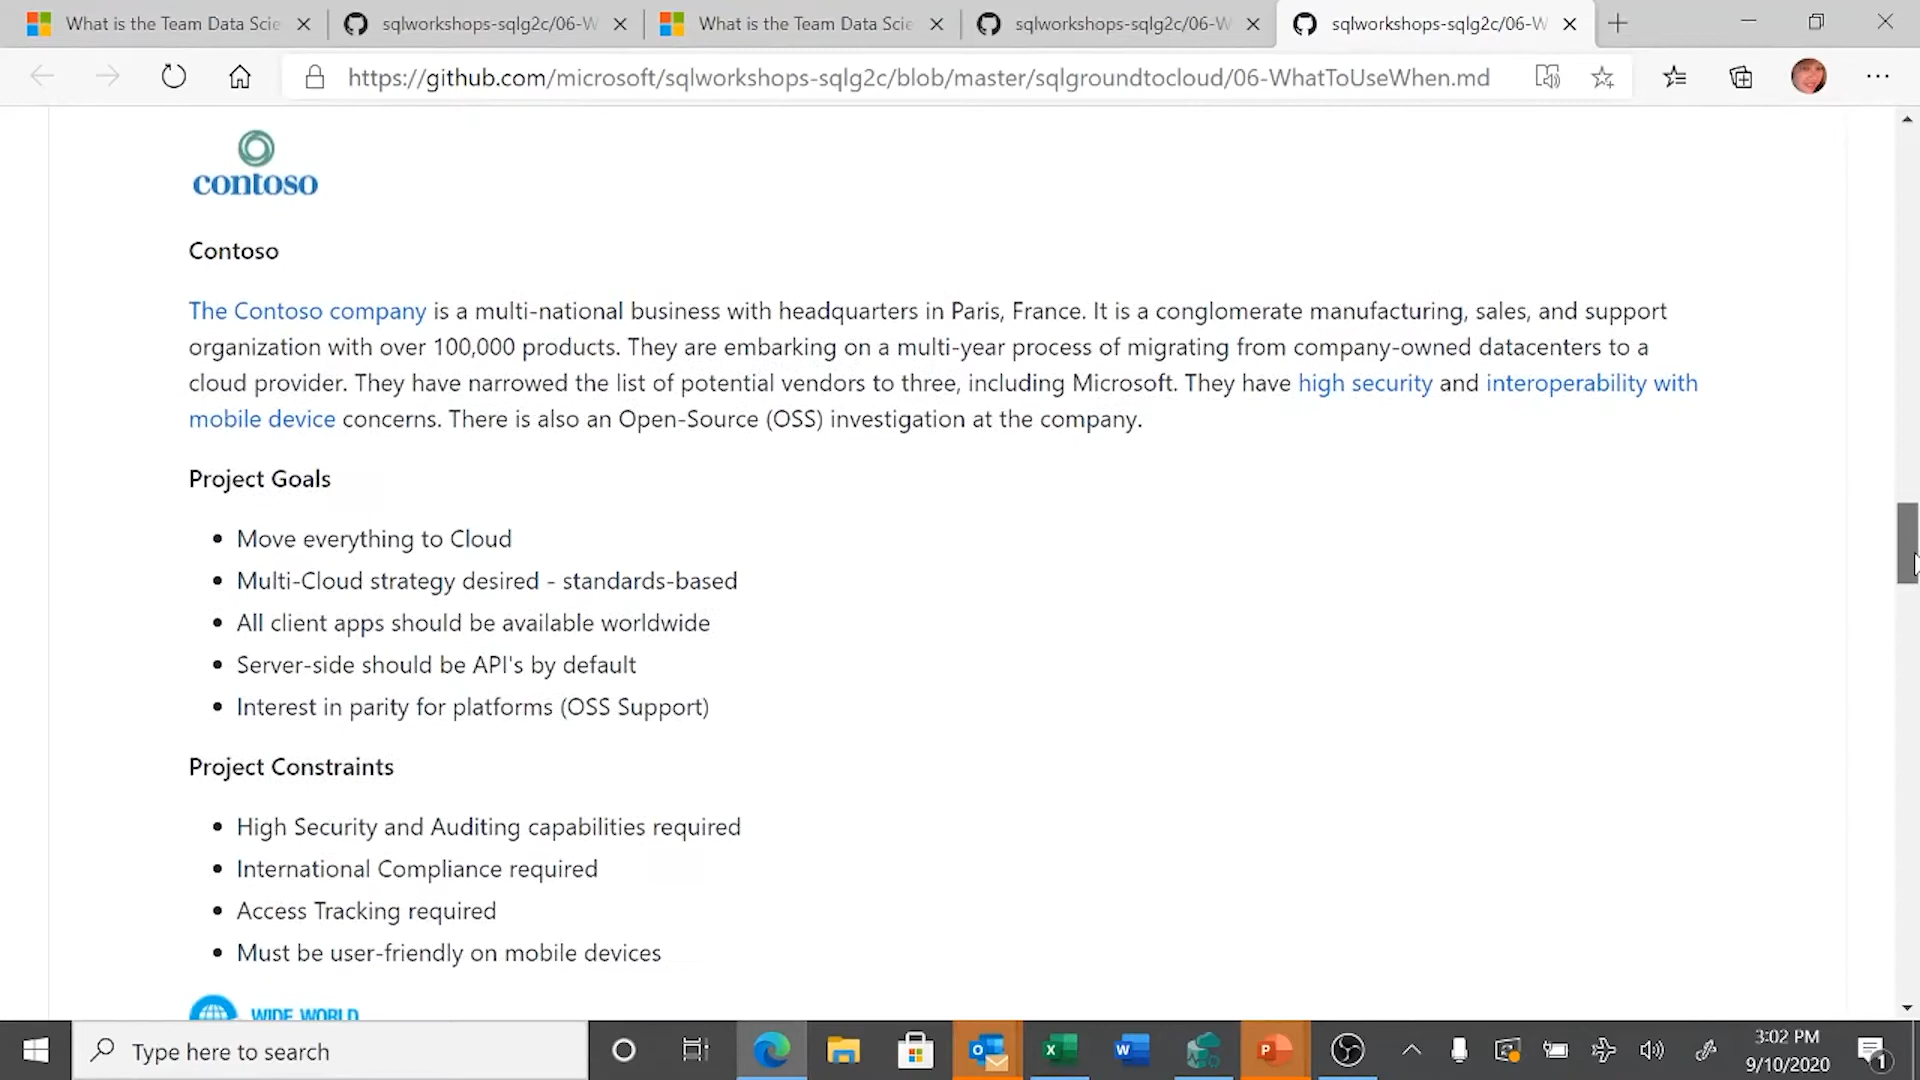 What is the Team Data Scie
sqlworkshops-sqlg2c/06-W
What is the Team Data Scie
sqlworkshops-sqlg2c/06-W
sqlworkshops-sqlg2c/06-W
https://github.com/microsoft/sqlworkshops-sqlg2c/blob/master/sqlgroundtocloud/06-WhatToUseWhen.md
contoso
Contoso
The Contoso company is a multi-national business with headquarters in Paris, France. It is a conglomerate manufacturing, sales, and support
organization with over 100,000 products. They are embarking on a multi-year process of migrating from company-owned datacenters to a
cloud provider. They have narrowed the list of potential vendors to three, including Microsoft. They have high security and interoperability with
mobile device concerns. There is also an Open-Source (OSS) investigation at the company.
Project Goals
• Move everything to Cloud
• Multi-Cloud strategy desired - standards-based
• All client apps should be available worldwide
• Server-side should be API's by default
• Interest in parity for platforms (OSS Support)
Project Constraints
• High Security and Auditing capabilities required
• International Compliance required
• Access Tracking required
• Must be user-friendly on mobile devices
WIDE WORLD
Type here to search
3:02 PM
9/10/2020
1